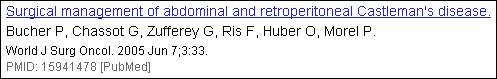 Surgical management of abdominal and retroperitoneal Castleman's disease.
Bucher P, Chassot G, Zufferey G, Ris F, Huber O, Morel P.
World J Surg Oncol. 2005 Jun 7;3:33.
PMID: 15941478 [PubMed]